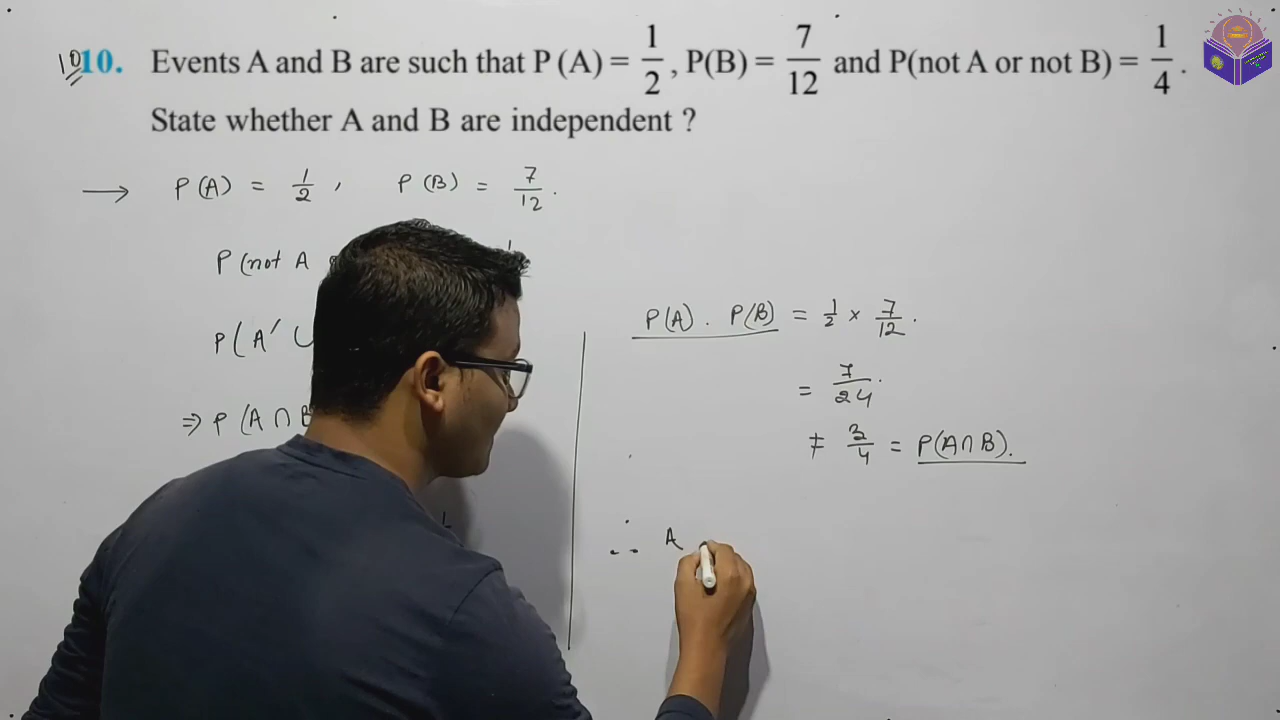 10 10. Events A and B are such that P (A) = 1/2, P(B) = 7/12 and P(not A or not B) = 1/4.
State whether A and B are independent ?
→ P(A) = 1/2, P(B) = 7/12.
P(not A
P(A′ ∪
⇒ P(A ∩ B
P(A). P(B) = 1/2 × 7/12.
= 7/24.
≠ 3/4 = P(A∩B).
∴ A